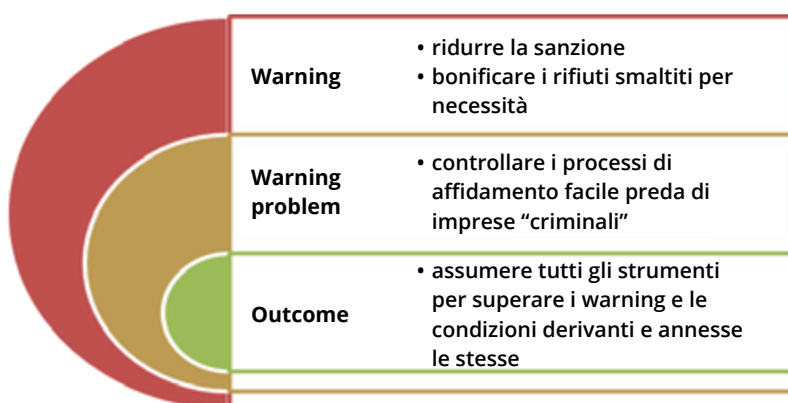 Warning
• ridurre la sanzione
• bonificare i rifiuti smaltiti per
necessità
Warning
problem
• controllare i processi di
affidamento facile preda di
imprese “criminali”
Outcome
• assumere tutti gli strumenti
per superare i warning e le
condizioni derivanti e annesse
le stesse